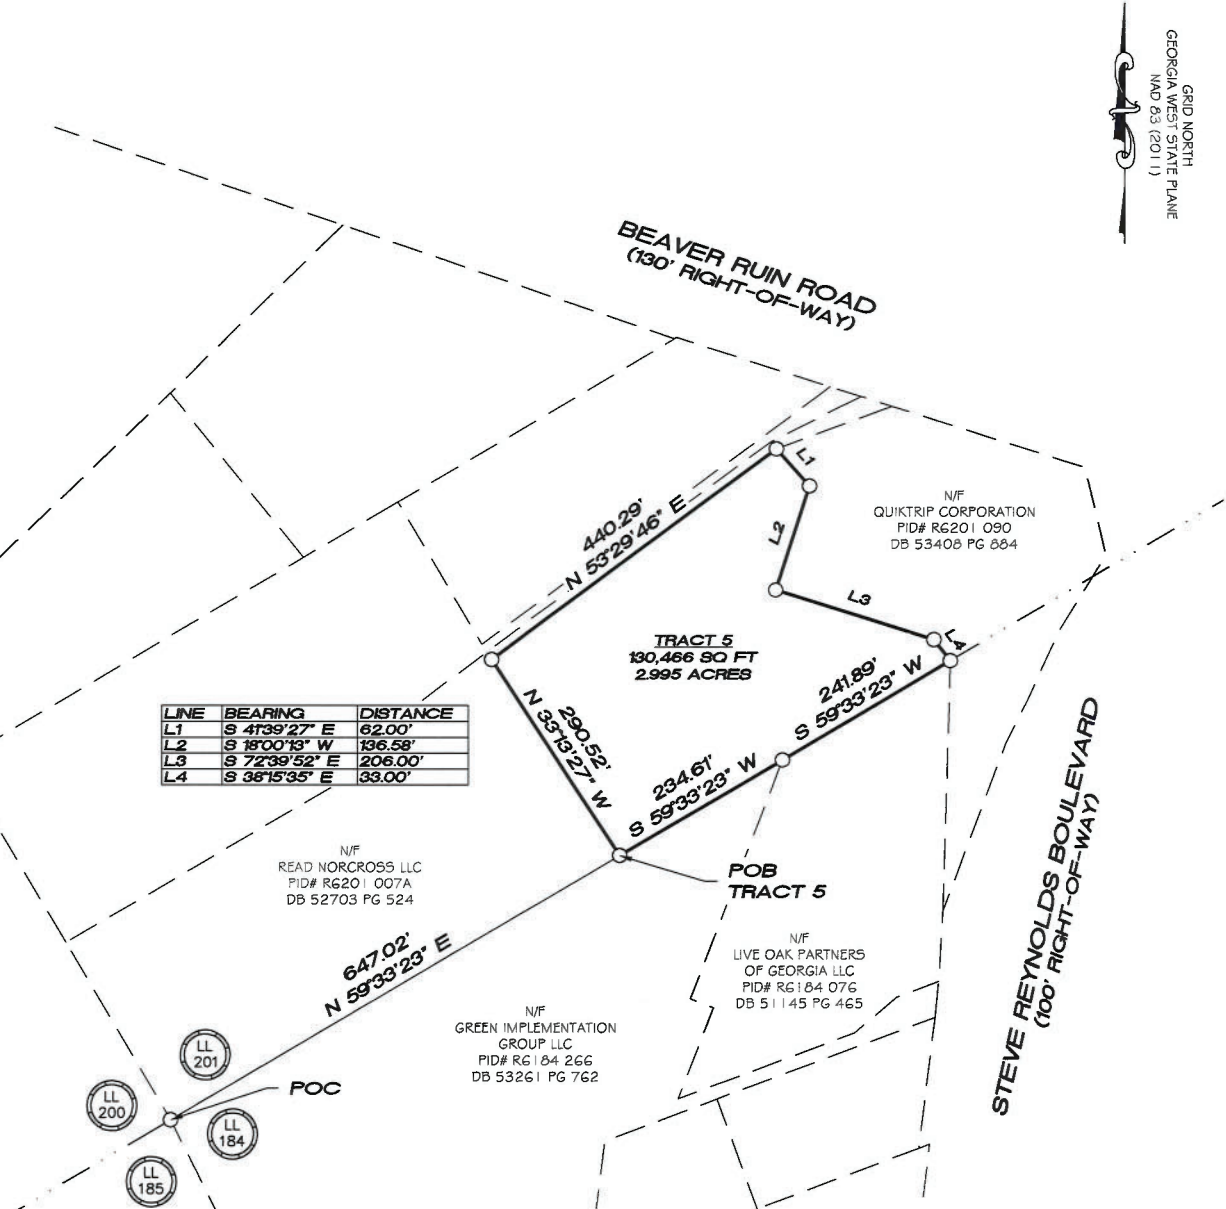 GRID NORTH
GEORGIA WEST STATE PLANE
NAD 83 (2011)
BEAVER RUIN ROAD
(130' RIGHT-OF-WAY)
440.29'
N 53°29'46" E
L1
L2
L3
L4
N/F
QUIKTRIP CORPORATION
PID# R6201 090
DB 53408 PG 884
TRACT 5
130,466 SQ FT
2.995 ACRES
241.89'
S 59°33'23" W
290.52'
N 33°13'27" W
234.61'
S 59°33'23" W
LINE BEARING DISTANCE
L1 S 41°39'27" E 62.00'
L2 S 18°00'13" W 136.58'
L3 S 72°39'52" E 206.00'
L4 S 38°15'35" E 33.00'
STEVE REYNOLDS BOULEVARD
(100' RIGHT-OF-WAY)
N/F
READ NORCROSS LLC
PID# R6201 007A
DB 52703 PG 524
POB
TRACT 5
647.02'
N 59°33'23" E
N/F
LIVE OAK PARTNERS
OF GEORGIA LLC
PID# R6184 076
DB 51145 PG 465
N/F
GREEN IMPLEMENTATION
GROUP LLC
PID# R6184 266
DB 53261 PG 762
LL
201
POC
LL
200
LL
184
LL
185